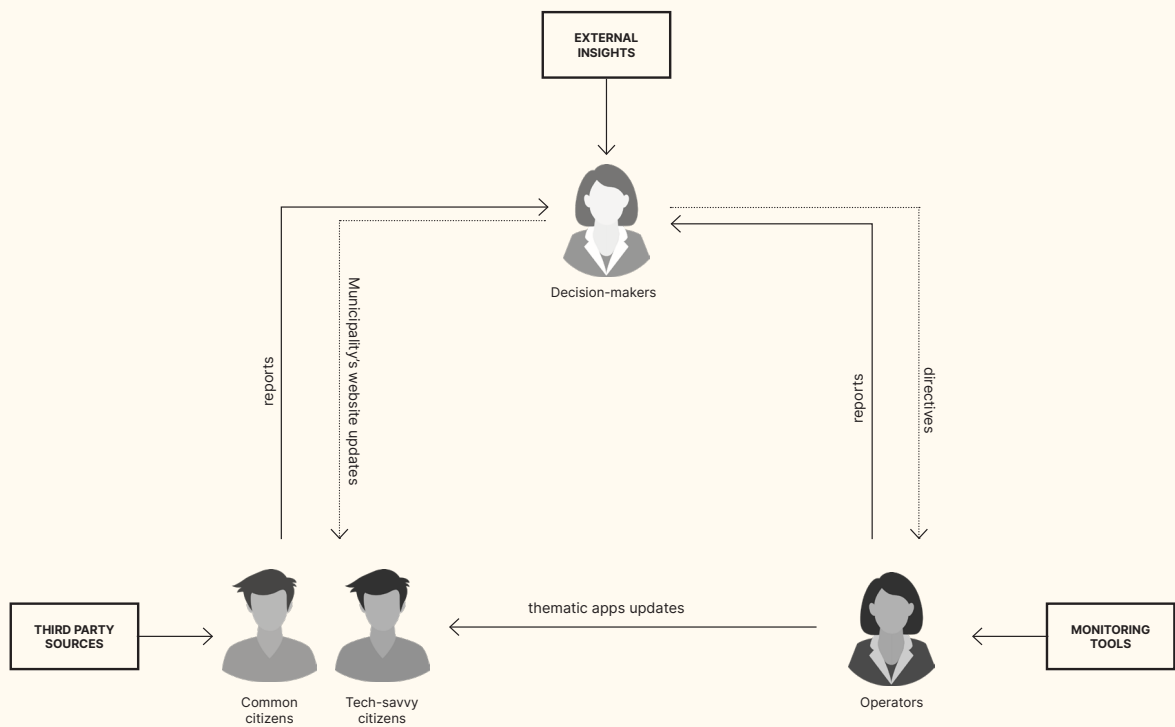 EXTERNAL
INSIGHTS
Decision-makers
reports
Municipality's website updates
reports
directives
thematic apps updates
THIRD PARTY
SOURCES
MONITORING
TOOLS
Common
citizens
Tech-savvy
citizens
Operators